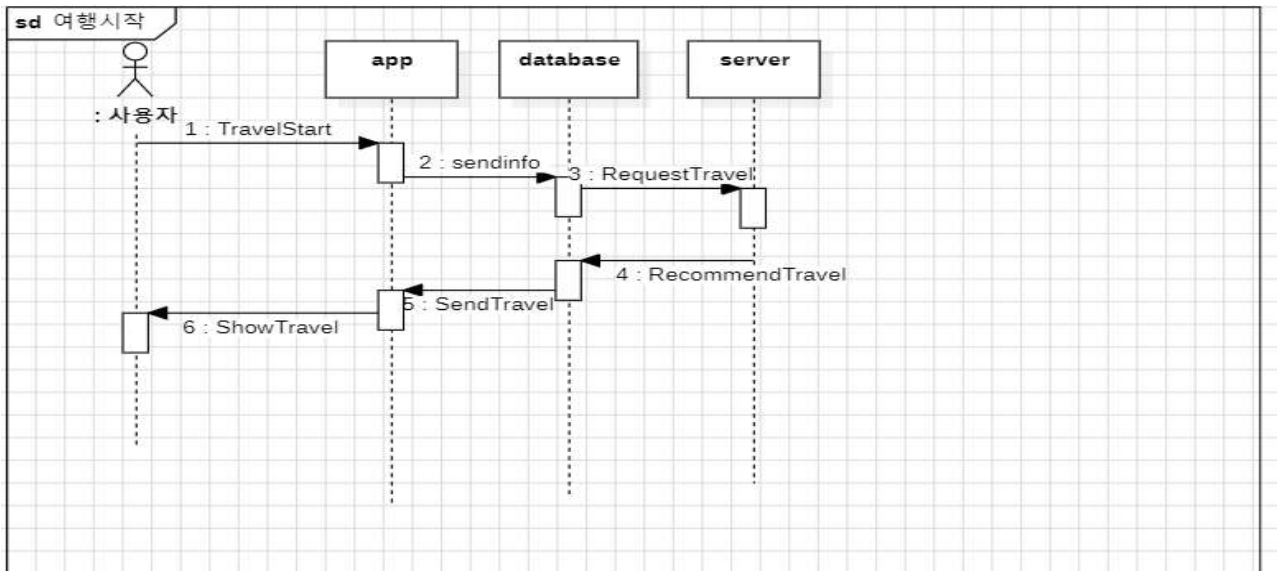 sd 여행시작
app
database
server
: 사용자
1 : TravelStart
2 : sendinfo
3 : RequestTravel
4 : RecommendTravel
5 : SendTravel
6 : ShowTravel